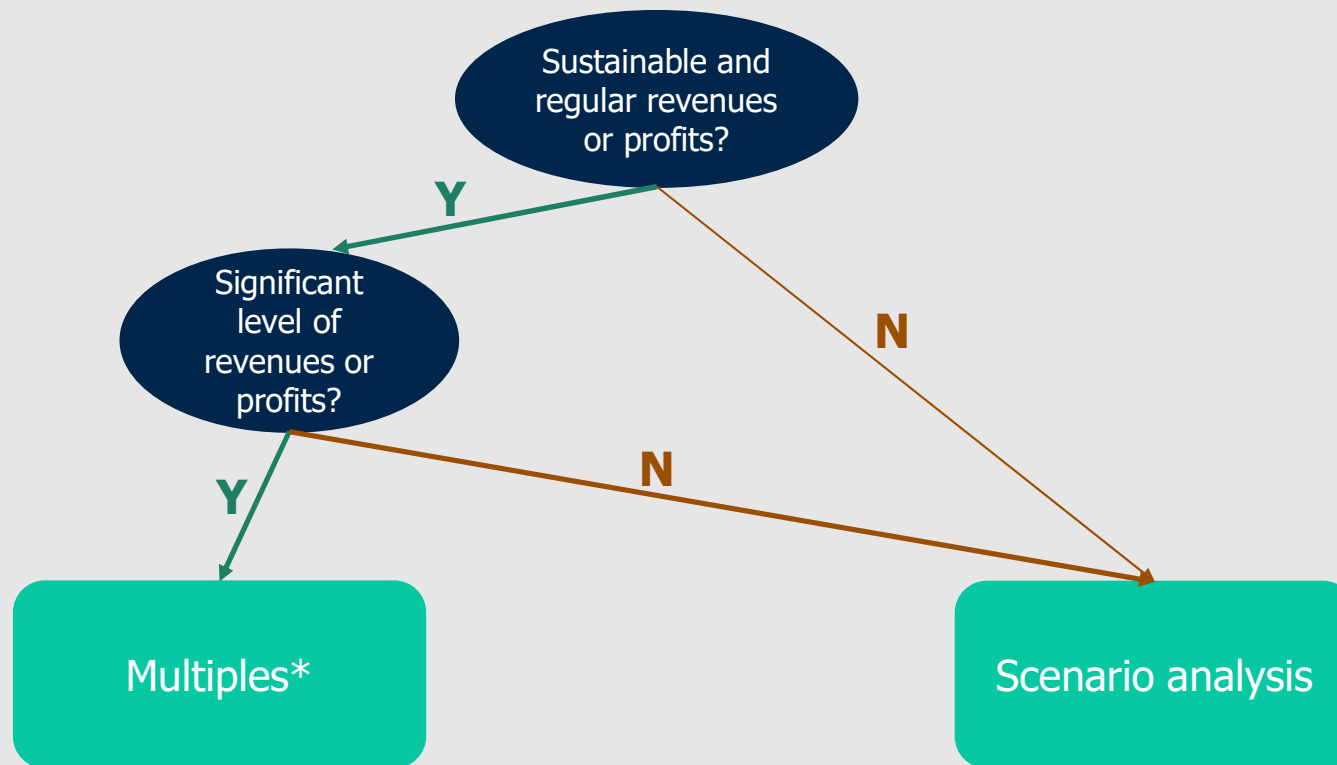 Sustainable and
regular revenues
or profits?
Y
N
Significant
level of
revenues or
profits?
Y
N
Multiples*
Scenario analysis